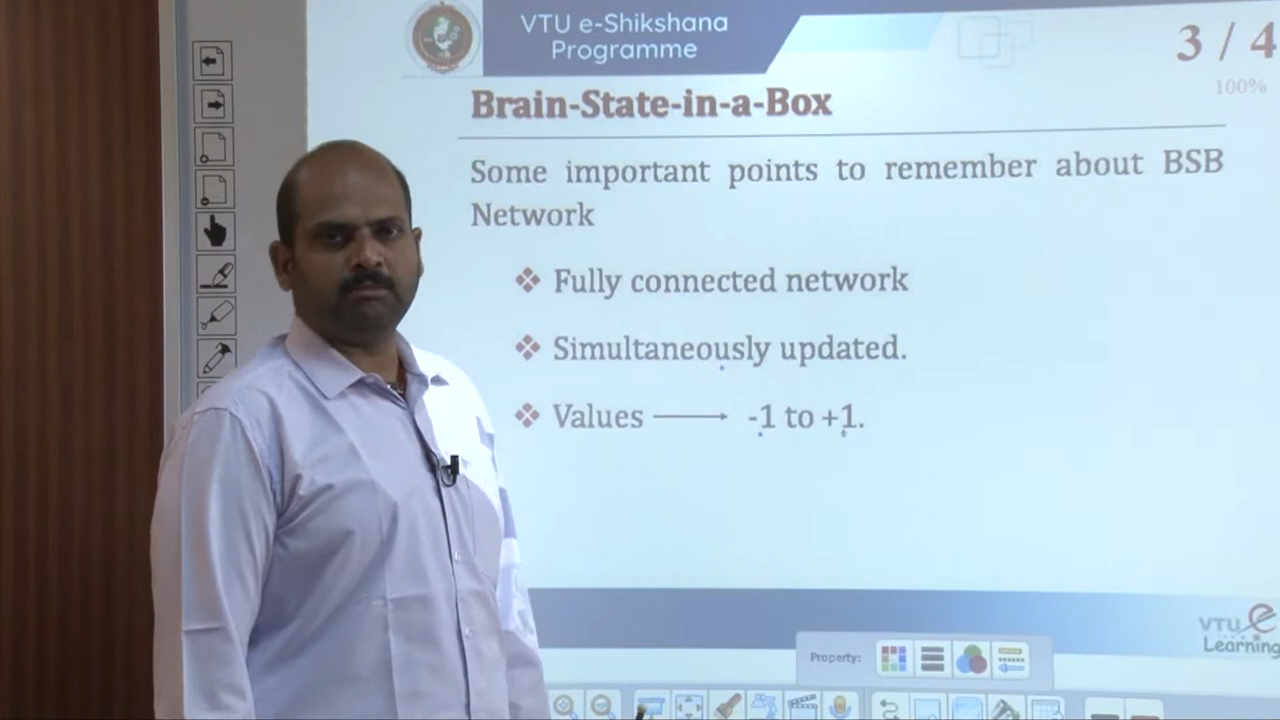 VTU e-Shikshana
Programme
3 / 4
100%
Brain-State-in-a-Box
Some important points to remember about BSB
Network
Fully connected network
Simultaneously updated.
Values -1 to +1.
VTU e
Learning
Property: